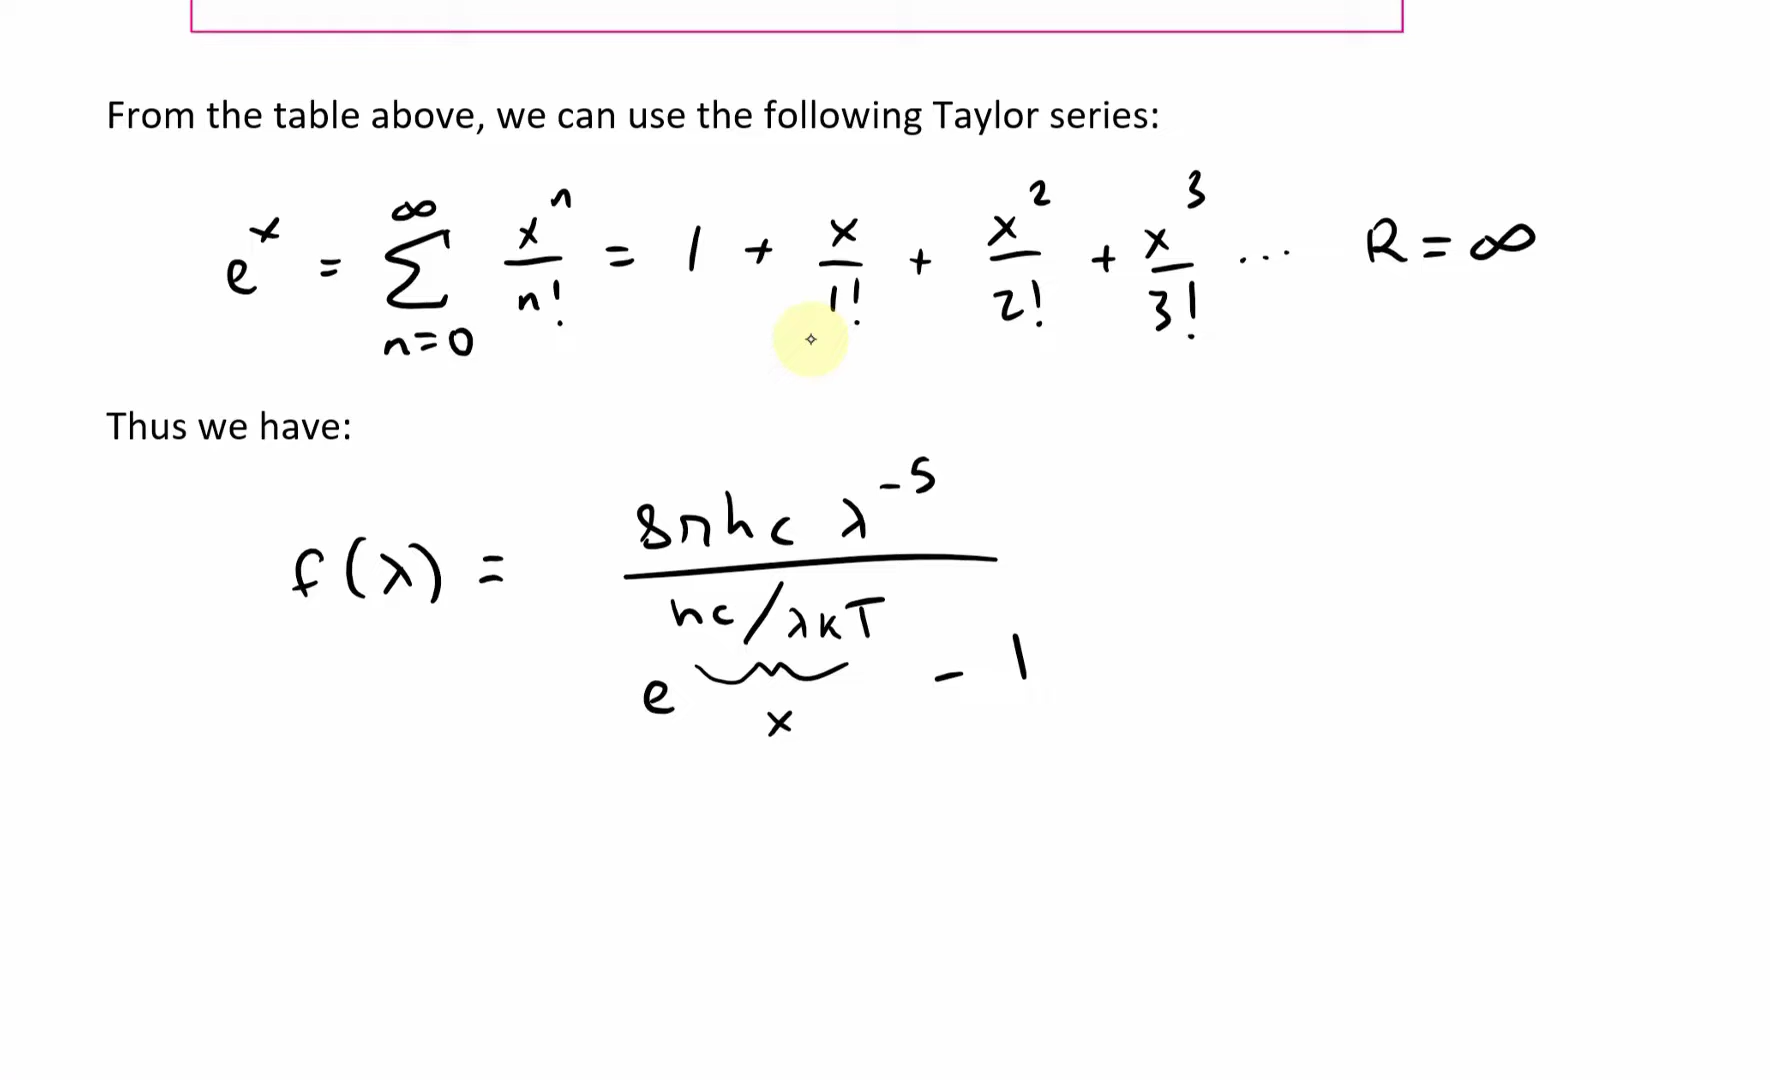 From the table above, we can use the following Taylor series:
e^x = ∑_{n=0}^{∞} x^n/n! = 1 + x/1! + x^2/2! + x^3/3! ... R = ∞
Thus we have:
f(λ) = 8πhc λ^{-5} / (e^{hc/λkT} - 1)
x